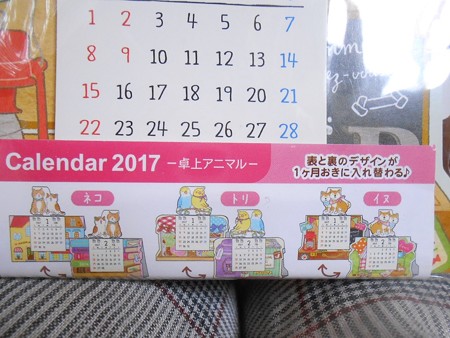 1 2 3 4 5 6 7
8 9 10 11 12 13 14
15 16 17 18 19 20 21
22 23 24 25 26 27 28
Calendar 2017 －卓上アニマル－
表と裏のデザインが
1ヶ月おきに入れ替わる♪
ネコ
トリ
イヌ